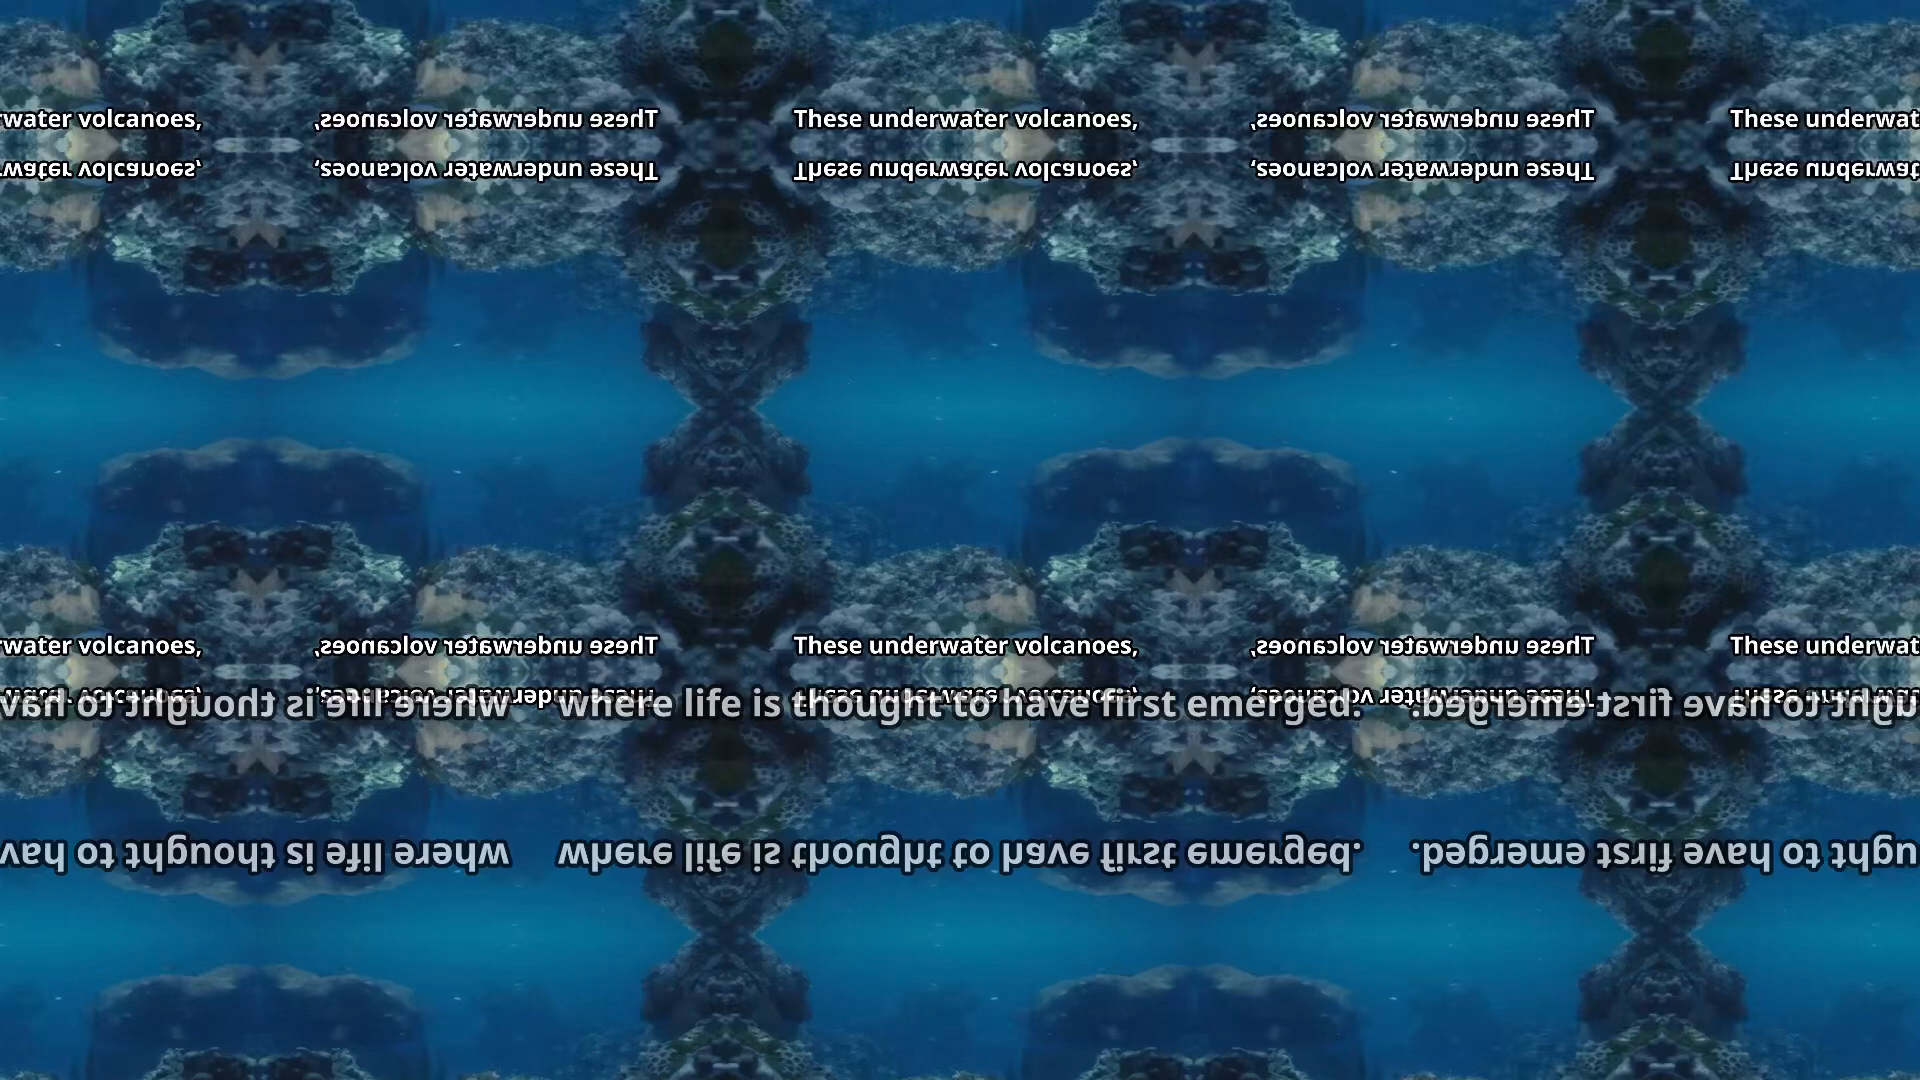 These underwater volcanoes,
where life is thought to have first emerged.